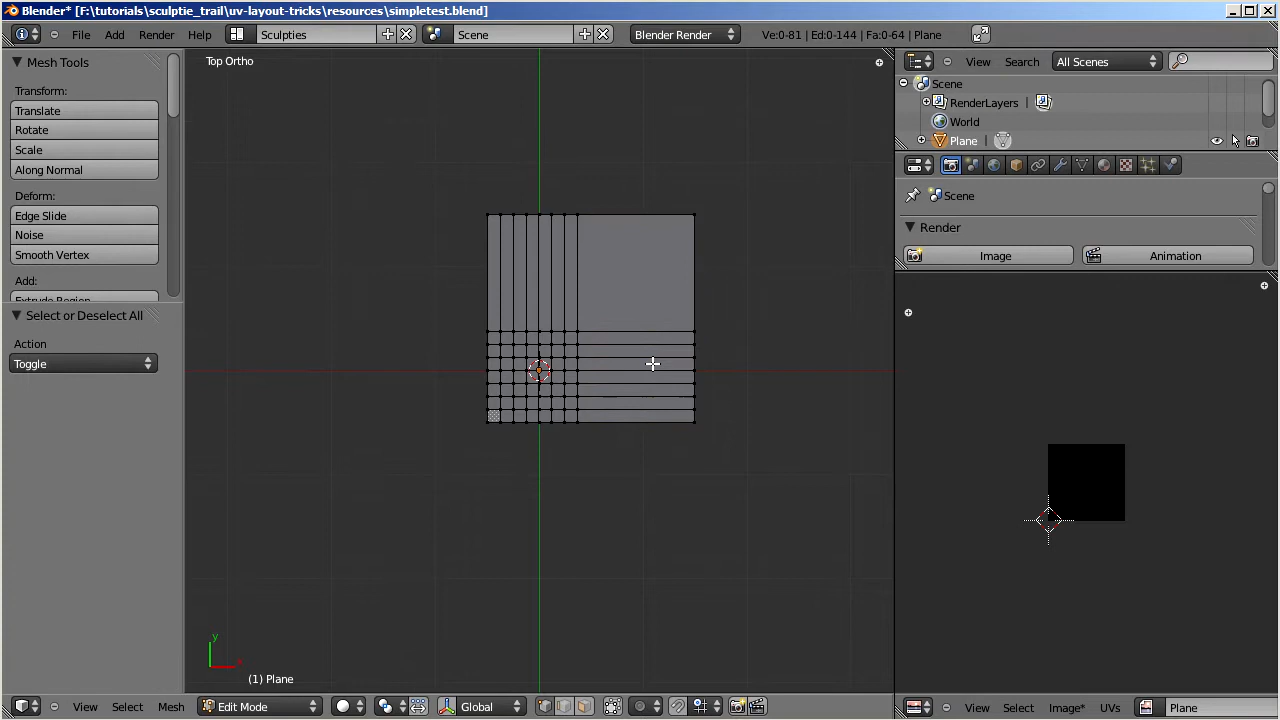 Blender* [F:\tutorials\sculptie_trail\uv-layout-tricks\resources\simpletest.blend]
File Add Render Help Sculpties Scene Blender Render Ve:0-81 | Ed:0-144 | Fa:0-64 | Plane
Mesh Tools
Transform:
Translate
Rotate
Scale
Along Normal
Deform:
Edge Slide
Noise
Smooth Vertex
Add:
Extrude Region
Select or Deselect All
Action
Toggle
Top Ortho
y
x
(1) Plane
View Select Mesh Edit Mode Global
View Search All Scenes
Scene
RenderLayers |
World
Plane |
Scene
Render
Image Animation
View Select Image* UVs Plane